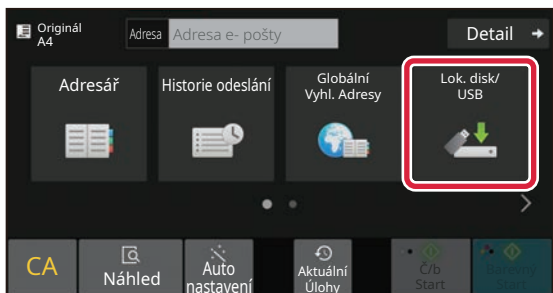 Originál
A4
Adresa
Adresa e- pošty
Detail
Adresář
Historie odeslání
Globální
Vyhl. Adresy
Lok. disk/
USB
CA
Náhled
Auto
nastavení
Aktuální
Úlohy
Č/b
Start
Barevný
Start